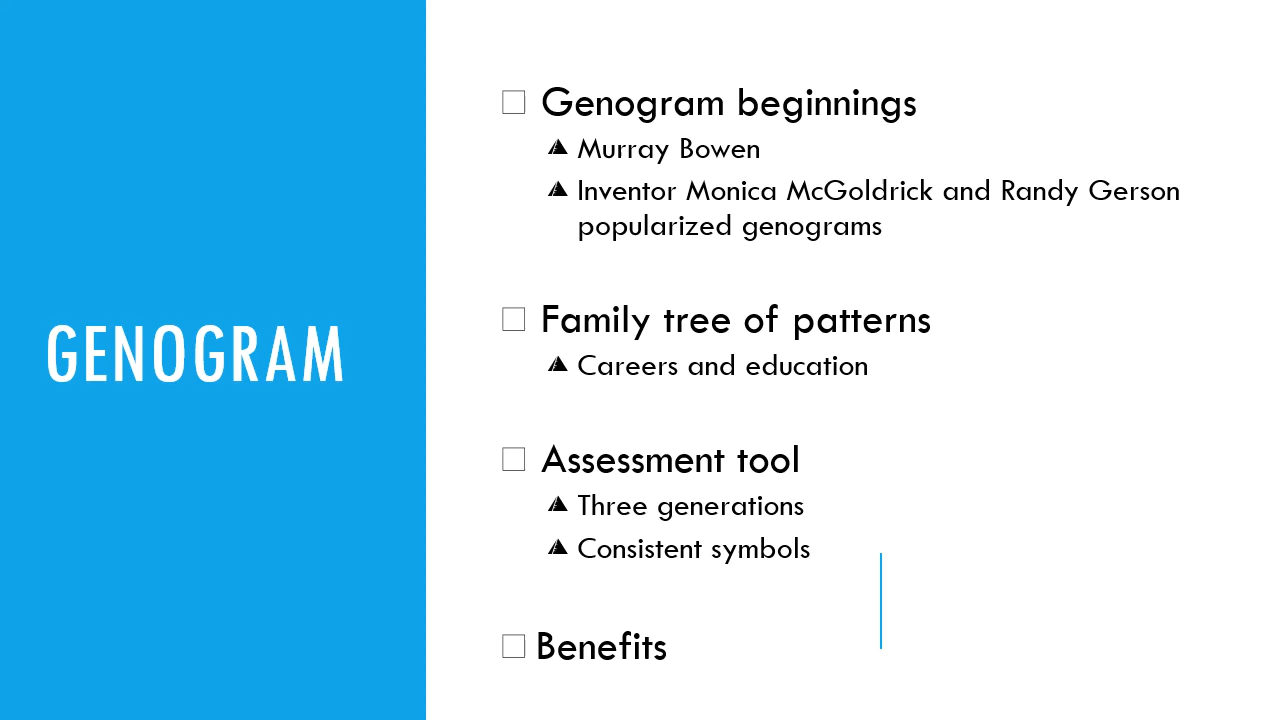 GENOGRAM
Genogram beginnings
Murray Bowen
Inventor Monica McGoldrick and Randy Gerson
popularized genograms
Family tree of patterns
Careers and education
Assessment tool
Three generations
Consistent symbols
Benefits